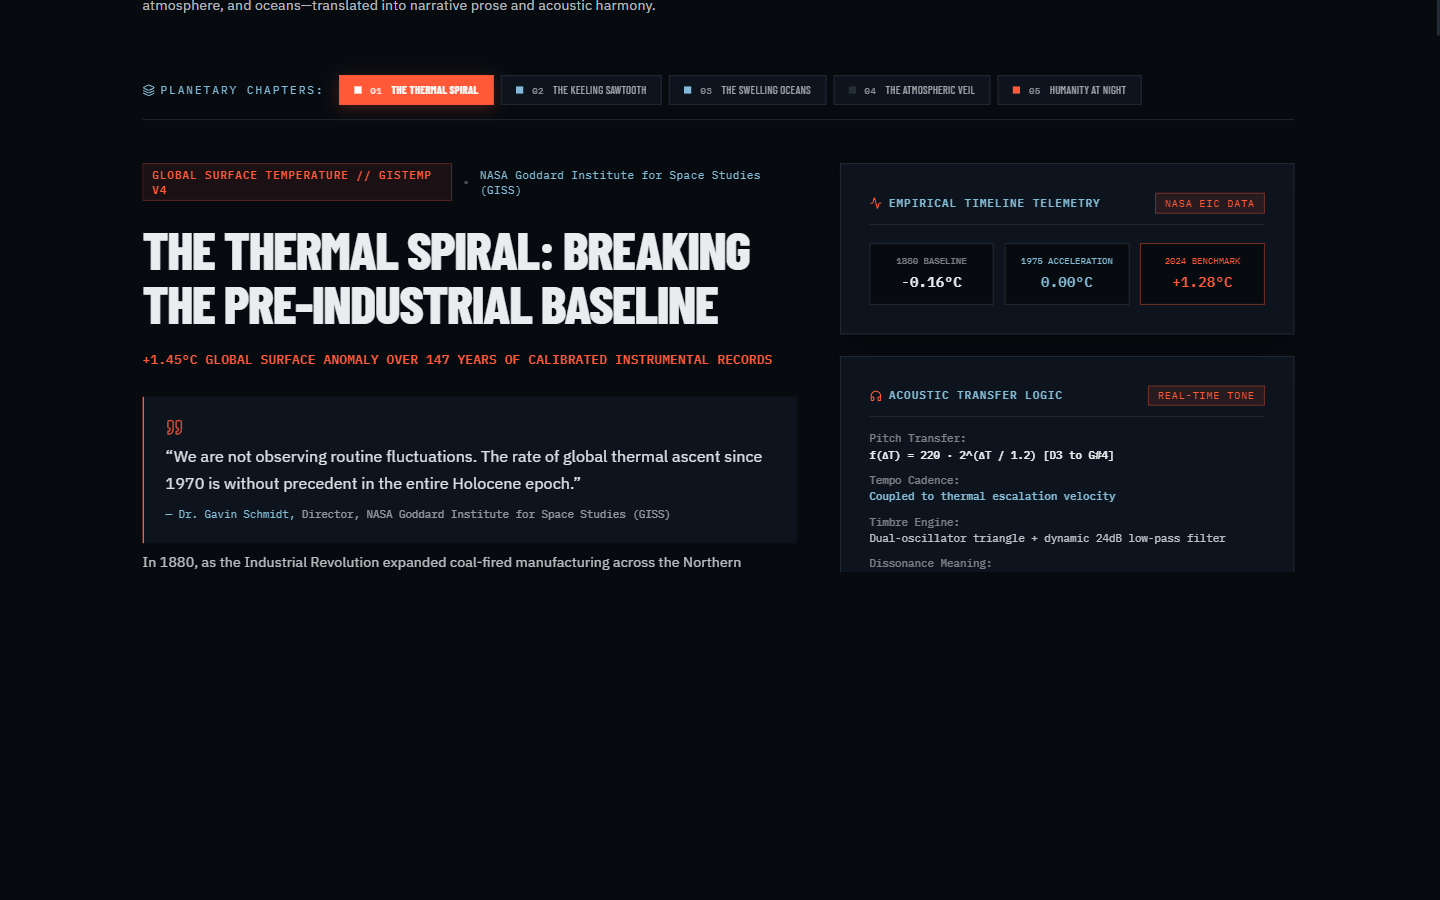 atmosphere, and oceans—translated into narrative prose and acoustic harmony.
PLANETARY CHAPTERS:
01 THE THERMAL SPIRAL
02 THE KEELING SAWTOOTH
03 THE SWELLING OCEANS
04 THE ATMOSPHERIC VEIL
05 HUMANITY AT NIGHT
GLOBAL SURFACE TEMPERATURE // GISTEMP
V4
• NASA Goddard Institute for Space Studies
(GISS)
THE THERMAL SPIRAL: BREAKING
THE PRE-INDUSTRIAL BASELINE
+1.45°C GLOBAL SURFACE ANOMALY OVER 147 YEARS OF CALIBRATED INSTRUMENTAL RECORDS
“We are not observing routine fluctuations. The rate of global thermal ascent since
1970 is without precedent in the entire Holocene epoch.”
— Dr. Gavin Schmidt, Director, NASA Goddard Institute for Space Studies (GISS)
In 1880, as the Industrial Revolution expanded coal-fired manufacturing across the Northern
EMPIRICAL TIMELINE TELEMETRY
NASA EIC DATA
1880 BASELINE
-0.16°C
1975 ACCELERATION
0.00°C
2024 BENCHMARK
+1.28°C
ACOUSTIC TRANSFER LOGIC
REAL-TIME TONE
Pitch Transfer:
f(ΔT) = 220 · 2^(ΔT / 1.2) [D3 to G#4]
Tempo Cadence:
Coupled to thermal escalation velocity
Timbre Engine:
Dual-oscillator triangle + dynamic 24dB low-pass filter
Dissonance Meaning: